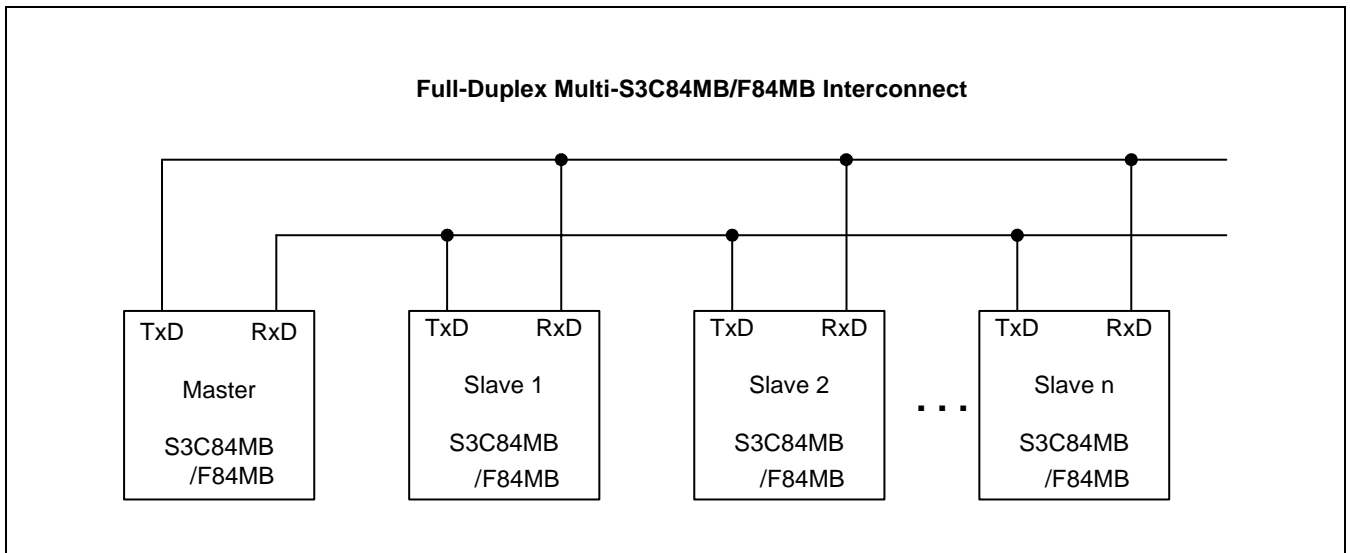 Full-Duplex Multi-S3C84MB/F84MB Interconnect
TxD RxD
Master
S3C84MB
/F84MB
TxD RxD
Slave 1
S3C84MB
/F84MB
TxD RxD
Slave 2
S3C84MB
/F84MB
. . .
TxD RxD
Slave n
S3C84MB
/F84MB